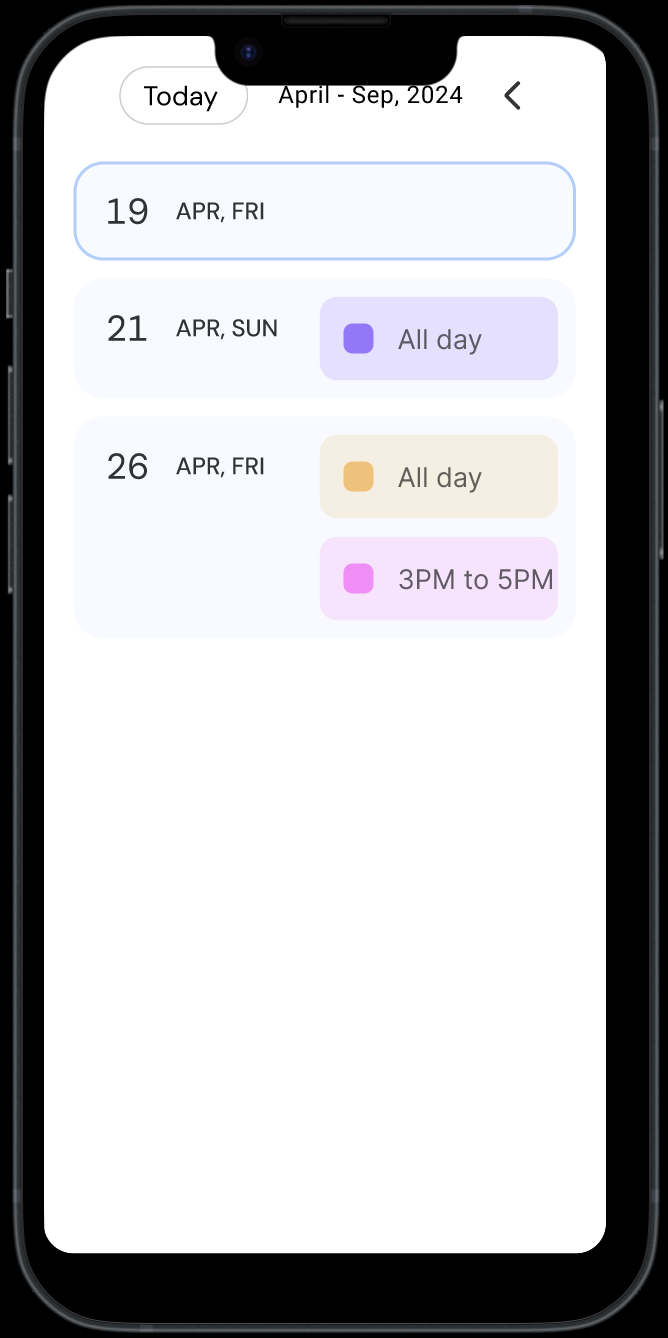 Today April - Sep, 2024
19 APR, FRI
21 APR, SUN All day
26 APR, FRI All day
3PM to 5PM